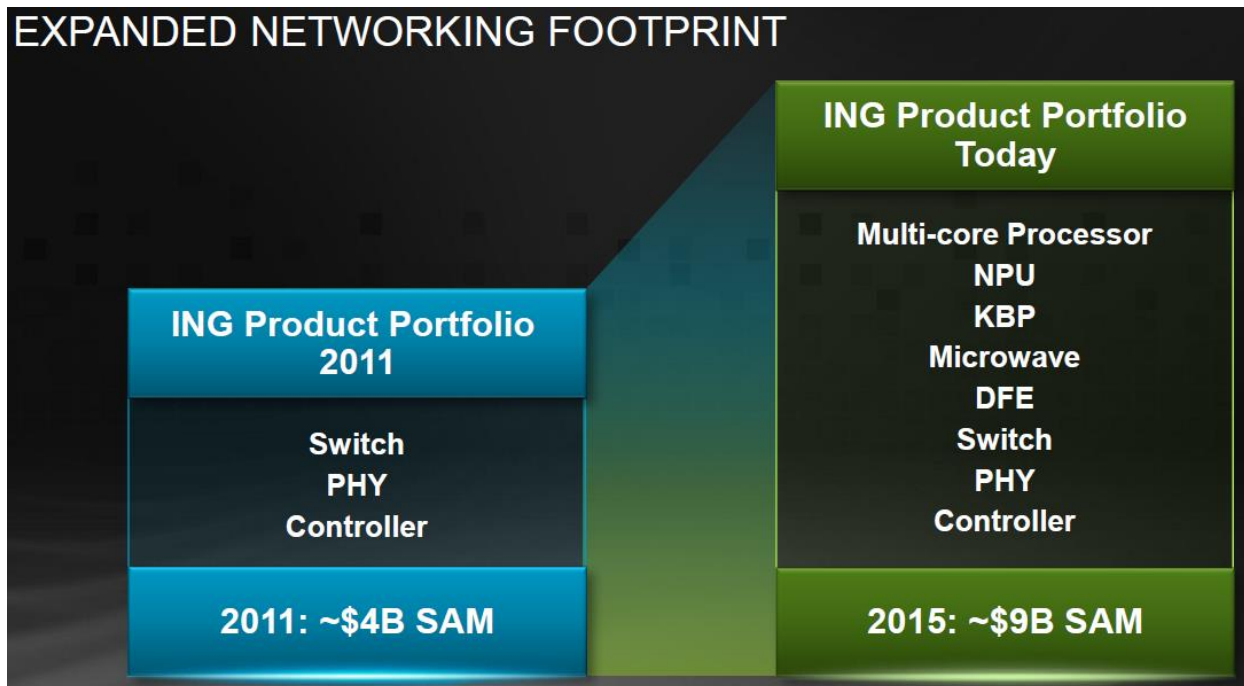 EXPANDED NETWORKING FOOTPRINT
ING Product Portfolio
2011
Switch
PHY
Controller
2011: ~$4B SAM
ING Product Portfolio
Today
Multi-core Processor
NPU
KBP
Microwave
DFE
Switch
PHY
Controller
2015: ~$9B SAM